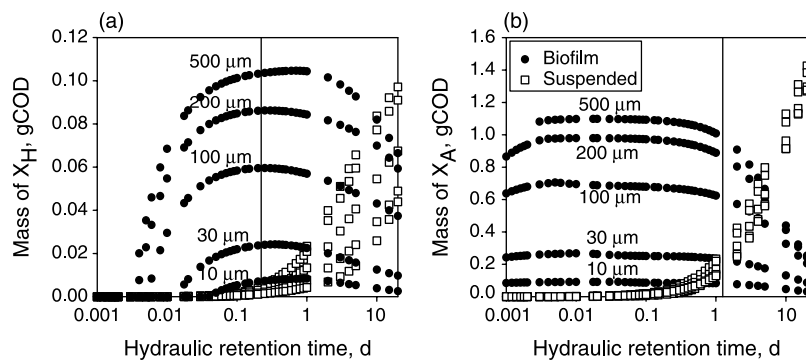 (a)
Mass of XH, gCOD
0.12
0.10
0.08
0.06
0.04
0.02
0.00
500 μm
200 μm
100 μm
30 μm
10 μm
0.001
0.01
0.1
1
10
Hydraulic retention time, d
(b)
Mass of XA, gCOD
1.6
1.4
1.2
1.0
0.8
0.6
0.4
0.2
0.0
Biofilm
Suspended
500 μm
200 μm
100 μm
30 μm
10 μm
0.001
0.01
0.1
1
10
Hydraulic retention time, d